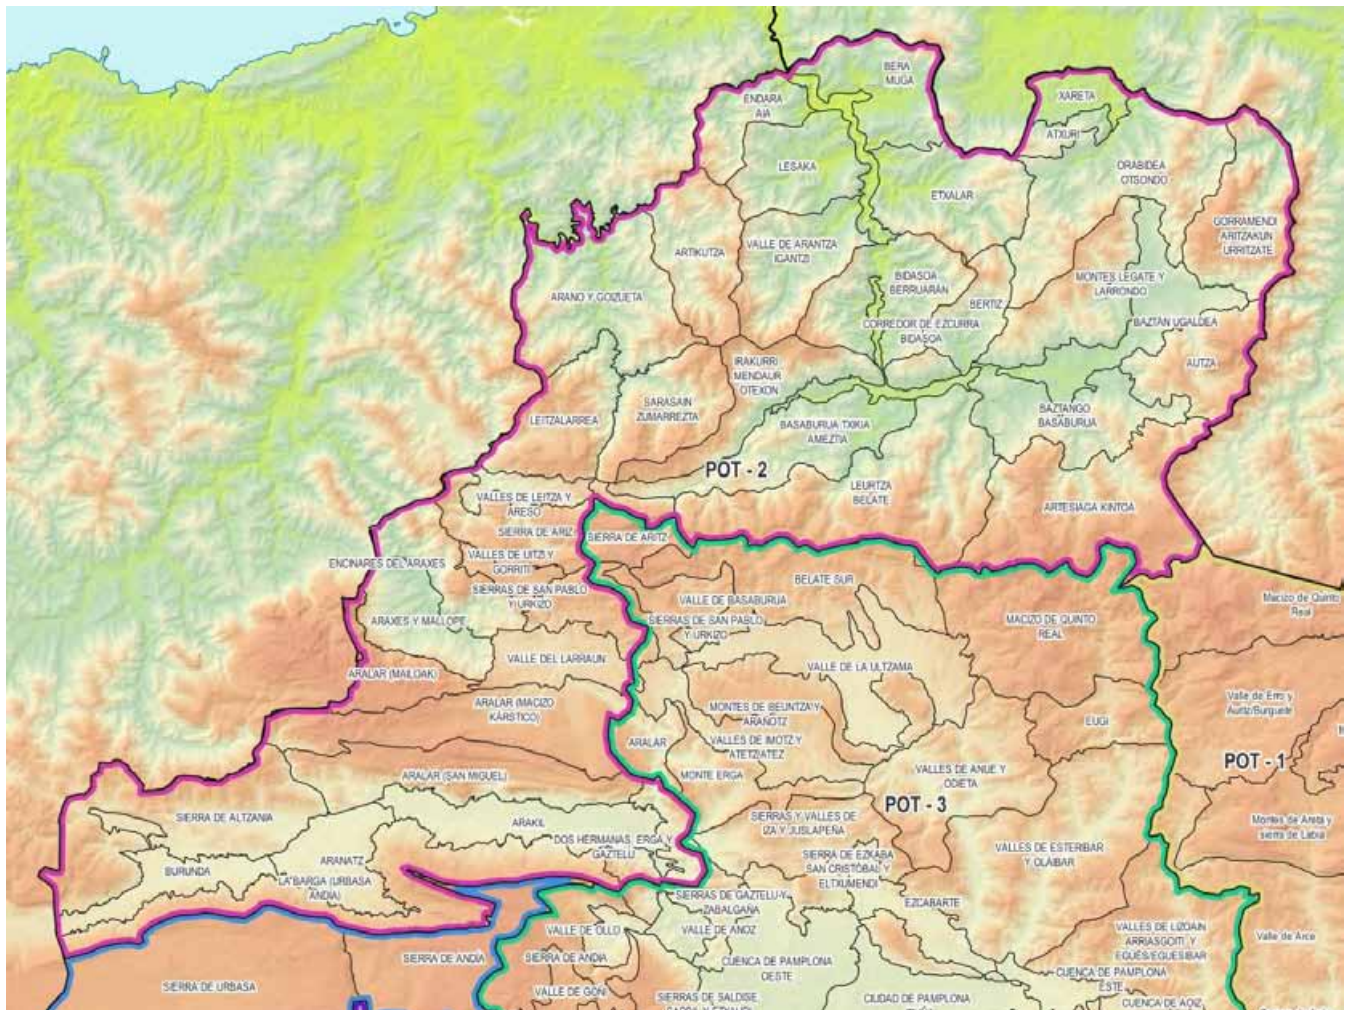 BERA
MUGA
ENDARA
AIA
XARETA
ATXURI
LESAKA
ORABIDEA
OTSONDO
ETXALAR
GORRAMENDI
ARITZAKUN
URRITZATE
ARTIKUTZA
VALLE DE ARANTZA
IGANTZI
BIDASOA
BERRUARAN
MONTES LEGATE Y
LARRONDO
ARANO Y GOIZUETA
BERTIZ
CORREDOR DE EZCURRA
BIDASOA
BAZTAN UGALDEA
IRAKURRI
MENDAUR
OTEXON
AUTZA
SARASAIN
ZUMARREZTA
LEITZALARREA
BASABURUA TXIKIA
AMEZTIA
BAZTANGO
BASABURUA
POT - 2
LEURTZA
BELATE
ARTESIAGA KINTOA
VALLES DE LEITZA Y
ARESO
SIERRA DE ARIZ
SIERRA DE ARITZ
ENCINARES DEL ARAXES
VALLES DE UITZI Y
GORRITI
BELATE SUR
SIERRAS DE SAN PABLO
Y URKIZO
VALLE DE BASABURUA
Macizo de Quinto
Real
ARAXES Y MALLOPE
SIERRAS DE SAN PABLO
Y URKIZO
MACIZO DE QUINTO
REAL
VALLE DEL LARRAUN
VALLE DE LA ULTZAMA
ARALAR (MAILOAK)
ARALAR (MACIZO
KÁRSTICO)
MONTES DE BEUNTZA Y
ARAÑOTZ
Valle de Erro y
Auritz/Burguete
EUGI
ARALAR
VALLES DE IMOTZ Y
ATETZ/ATEZ
POT - 1
ARALAR (SAN MIGUEL)
MONTE ERGA
VALLES DE ANUE Y
ODIETA
POT - 3
SIERRA DE ALTZANIA
ARAKIL
SIERRAS Y VALLES DE
IZA Y JUSLAPEÑA
Montes de Areta y
sierra de Labia
DOS HERMANAS, ERGA Y
GAZTELU
VALLES DE ESTERIBAR
Y OLAIBAR
BURUNDA
ARANATZ
SIERRA DE EZKABA
SAN CRISTÓBAL Y
ELTXUMENDI
LA BARGA (URBASA
ANDIA)
SIERRAS DE GAZTELU Y
ZABALGAÑA
EZCABARTE
VALLE DE OLLO
VALLE DE ANOZ
VALLES DE LIZOAIN
ARRIASGOITI Y
EGÜES/EGUESIBAR
Valle de Arce
SIERRA DE ANDÍA
SIERRA DE ANDIA
CUENCA DE PAMPLONA
OESTE
CUENCA DE PAMPLONA
ESTE
SIERRA DE URBASA
VALLE DE GOÑI
SIERRAS DE SALDISE,
CIUDAD DE PAMPLONA
CUENCA DE AOIZ